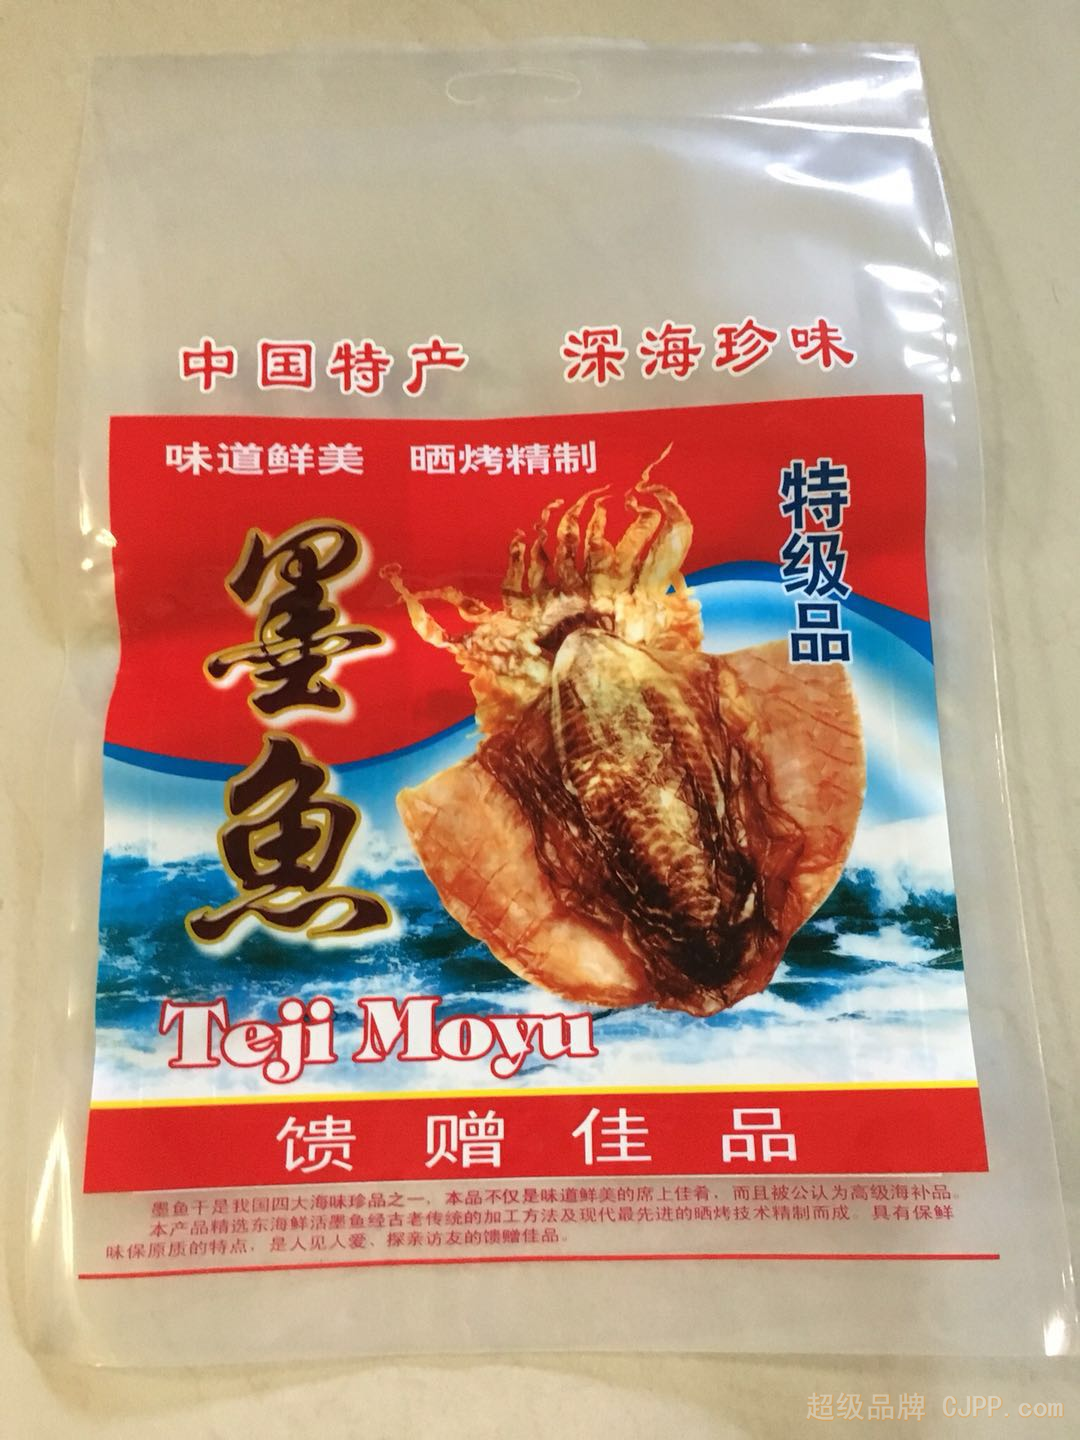 中国特产 深海珍味
味道鲜美 晒烤精制
特级品
墨鱼
Teji Moyu
馈赠佳品
墨鱼干是我国四大海味珍品之一，本品不仅是味道鲜美的席上佳肴，而且被公认为高级海补品。
本产品精选东海鲜活墨鱼经古老传统的加工方法及现代最先进的晒烤技术精制而成。具有保鲜
味保原质的特点，是人见人爱、探亲访友的馈赠佳品。
超级品牌 CJPP.com